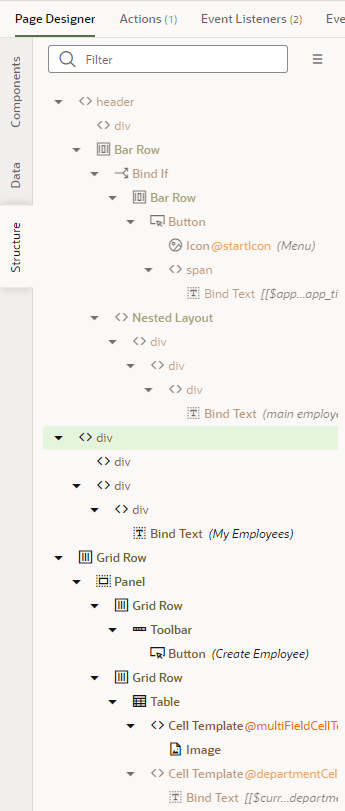 Page Designer Actions (1) Event Listeners (2) Eve
Components
Data
Structure
Filter
header
div
Bar Row
Bind If
Bar Row
Button
Icon @startIcon (Menu)
span
Bind Text [[$app...app_ti
Nested Layout
div
div
div
Bind Text (main employe
div
div
div
div
Bind Text (My Employees)
Grid Row
Panel
Grid Row
Toolbar
Button (Create Employee)
Grid Row
Table
Cell Template @multiFieldCellTe
Image
Cell Template @departmentCel
Bind Text [[$curr...departme